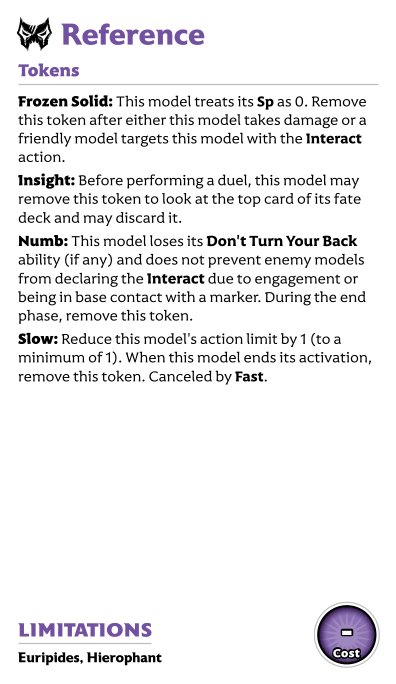 Reference
Tokens
Frozen Solid: This model treats its Sp as 0. Remove
this token after either this model takes damage or a
friendly model targets this model with the Interact
action.
Insight: Before performing a duel, this model may
remove this token to look at the top card of its fate
deck and may discard it.
Numb: This model loses its Don't Turn Your Back
ability (if any) and does not prevent enemy models
from declaring the Interact due to engagement or
being in base contact with a marker. During the end
phase, remove this token.
Slow: Reduce this model's action limit by 1 (to a
minimum of 1). When this model ends its activation,
remove this token. Canceled by Fast.
LIMITATIONS
Euripides, Hierophant
-
Cost